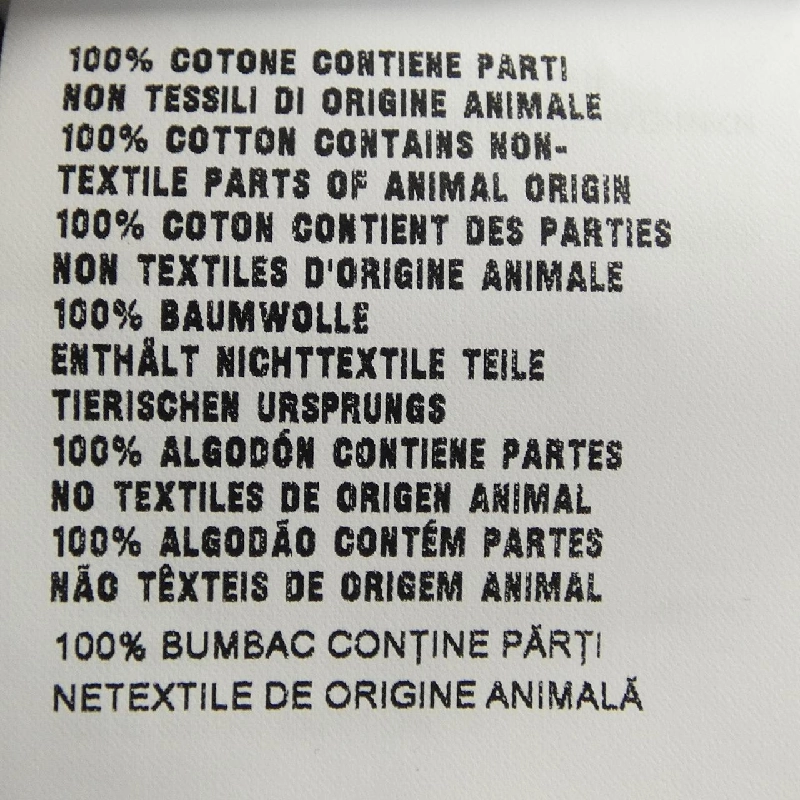 100% COTONE CONTIENE PARTI
NON TESSILI DI ORIGINE ANIMALE
100% COTTON CONTAINS NON-
TEXTILE PARTS OF ANIMAL ORIGIN
100% COTON CONTIENT DES PARTIES
NON TEXTILES D'ORIGINE ANIMALE
100% BAUMWOLLE
ENTHÄLT NICHTTEXTILE TEILE
TIERISCHEN URSPRUNGS
100% ALGODÓN CONTIENE PARTES
NO TEXTILES DE ORIGEN ANIMAL
100% ALGODÃO CONTÉM PARTES
NÃO TÊXTEIS DE ORIGEM ANIMAL
100% BUMBAC CONȚINE PĂRȚI
NETEXTILE DE ORIGINE ANIMALĂ